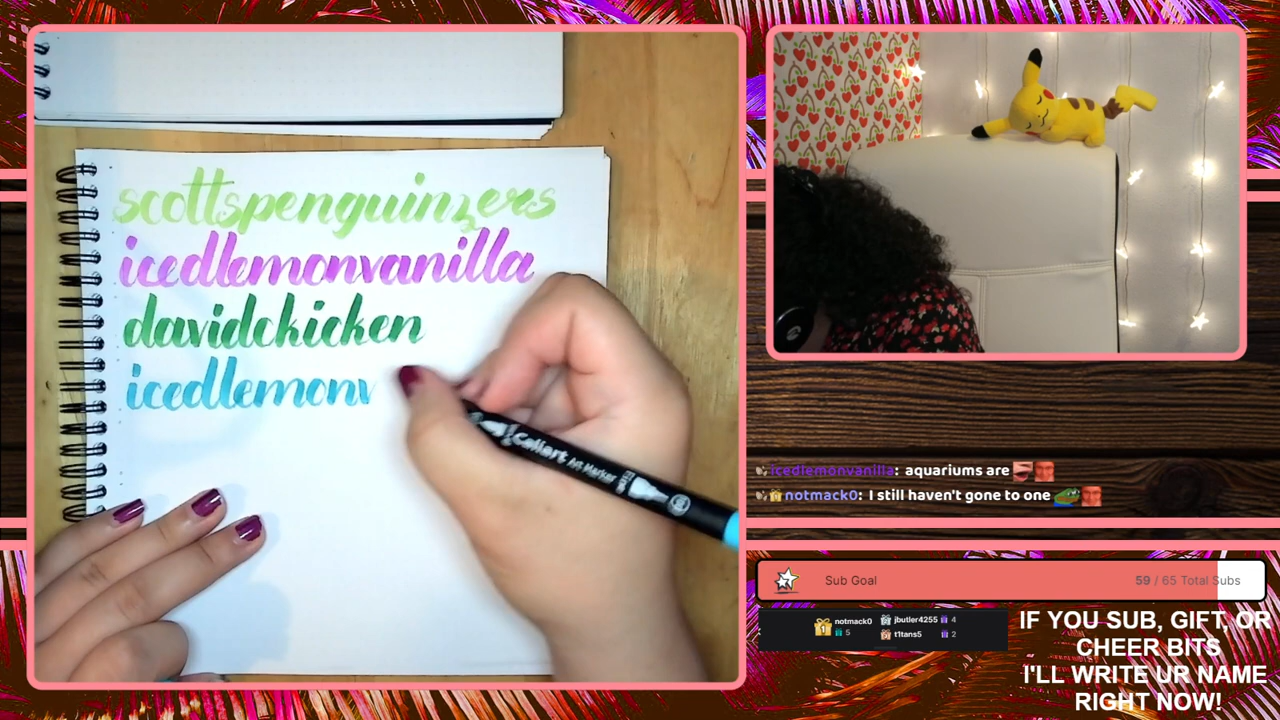 scottspenguinzers
icedlemonvanilla
davidckicken
icedlemonv
Collart Art Marker
icedlemonvanilla: aquariums are
notmack0: I still haven't gone to one
Sub Goal 59 / 65 Total Subs
notmack0 5
jbutler4255 4
t1tans5 2
IF YOU SUB, GIFT, OR
CHEER BITS
I'LL WRITE UR NAME
RIGHT NOW!